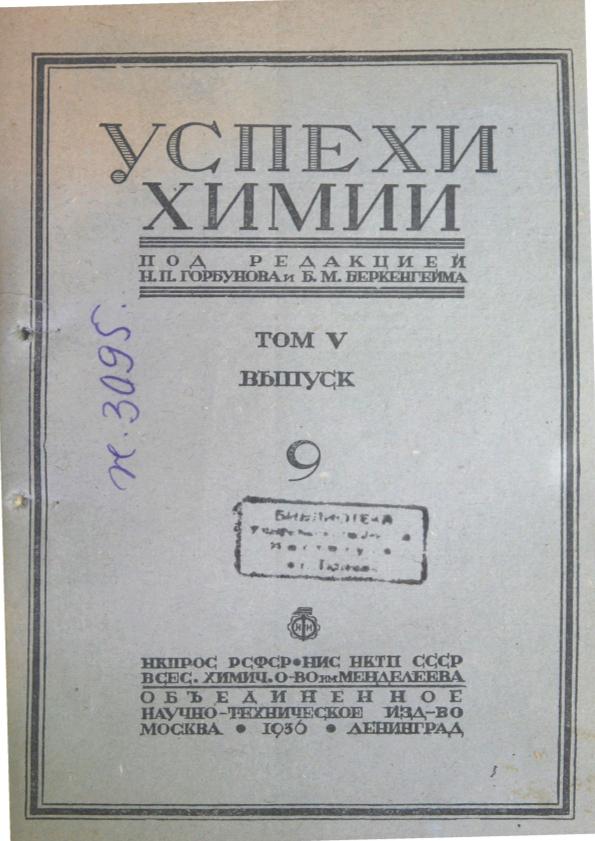 УСПЕХИ
ХИМИИ
ПОД РЕДАКЦИЕЙ
Н.П. ГОРБУНОВА и Б.М. БЕРКЕНГЕЙМА
ТОМ V
ВЫПУСК
9
н. 3095.
БИБЛИОТЕКА
НКПРОС РСФСР•НИС НКТП СССР
ВСЕС. ХИМИЧ. О-ВО им МЕНДЕЛЕЕВА
ОБЪЕДИНЕННОЕ
НАУЧНО-ТЕХНИЧЕСКОЕ ИЗД-ВО
МОСКВА • 1936 • ЛЕНИНГРАД